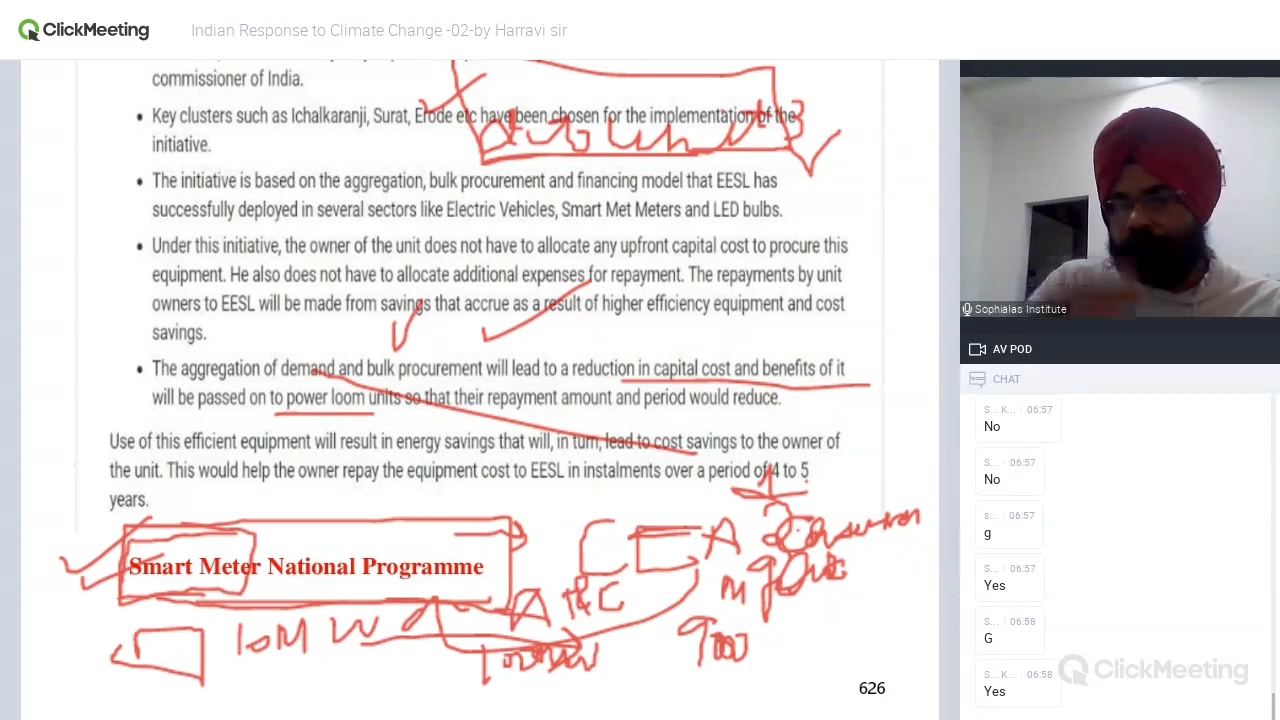 ClickMeeting
Indian Response to Climate Change -02-by Harravi sir
commissioner of India.
• Key clusters such as Ichalkaranji, Surat, Erode etc have been chosen for the implementation of the
initiative.
• The initiative is based on the aggregation, bulk procurement and financing model that EESL has
successfully deployed in several sectors like Electric Vehicles, Smart Met Meters and LED bulbs.
• Under this initiative, the owner of the unit does not have to allocate any upfront capital cost to procure this
equipment. He also does not have to allocate additional expenses for repayment. The repayments by unit
owners to EESL will be made from savings that accrue as a result of higher efficiency equipment and cost
savings.
• The aggregation of demand and bulk procurement will lead to a reduction in capital cost and benefits of it
will be passed on to power loom units so that their repayment amount and period would reduce.
Use of this efficient equipment will result in energy savings that will, in turn, lead to cost savings to the owner of
the unit. This would help the owner repay the equipment cost to EESL in instalments over a period of 4 to 5
years.
Smart Meter National Programme
10 MW
626
Sophialas Institute
AV POD
CHAT
S... K... 06:57
No
S... 06:57
No
s... 06:57
g
S... 06:57
Yes
S... 06:58
G
S... K... 06:58
Yes
ClickMeeting